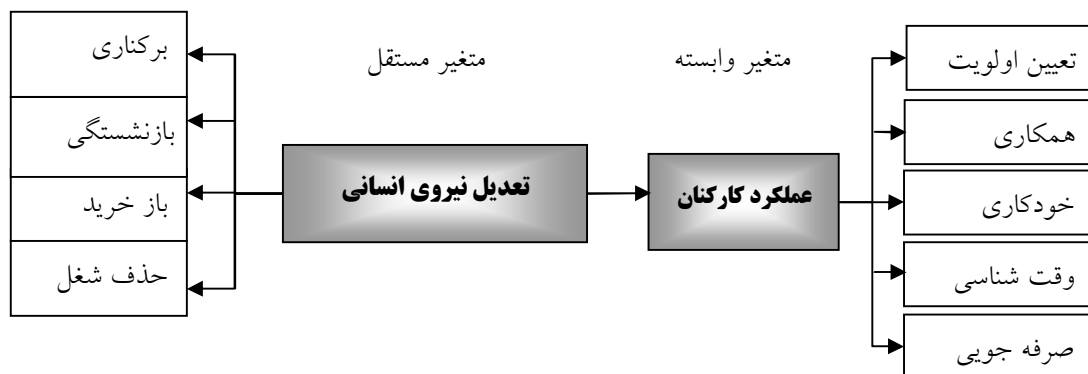 متغیر وابسته
متغیر مستقل
تعیین اولویت
همکاری
خودکاری
وقت شناسی
صرفه جویی
عملکرد کارکنان
تعدیل نیروی انسانی
برکناری
بازنشستگی
باز خرید
حذف شغل